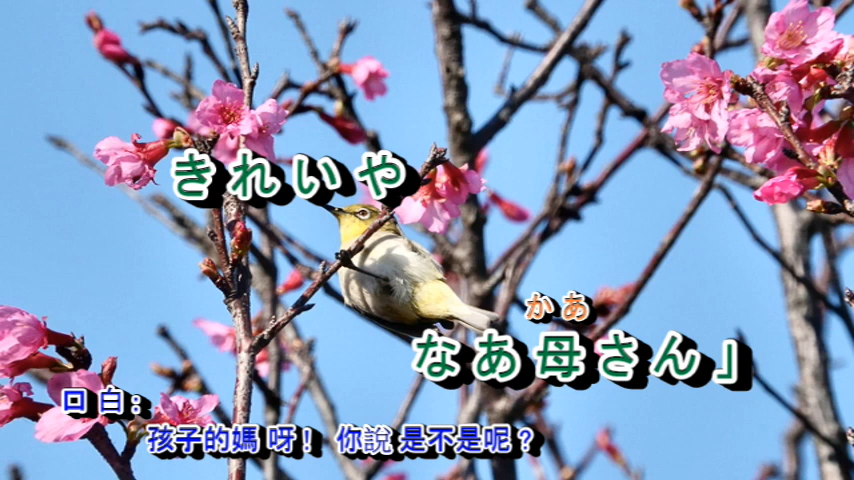 きれいや
かあ
なあ母さん」
口白：
孩子的媽 呀！ 你說 是不是呢？